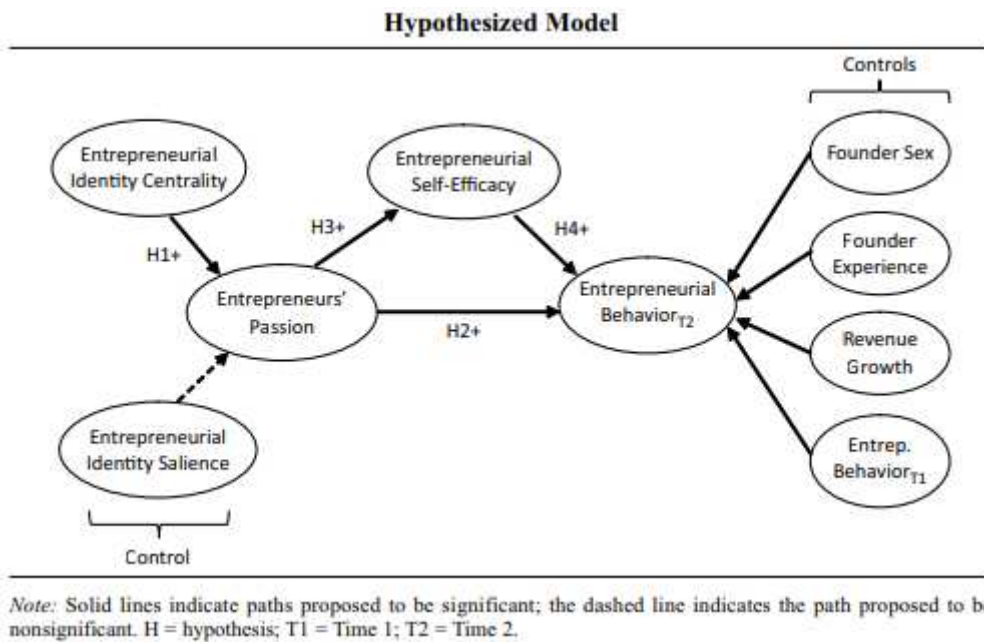 Hypothesized Model
Controls
Entrepreneurial
Identity Centrality
Entrepreneurial
Self-Efficacy
Founder Sex
H1+
H3+
H4+
Founder
Experience
Entrepreneurs'
Passion
H2+
Entrepreneurial
BehaviorT2
Revenue
Growth
Entrepreneurial
Identity Salience
Entrep.
BehaviorT1
Control
Note: Solid lines indicate paths proposed to be significant; the dashed line indicates the path proposed to be
nonsignificant. H = hypothesis; T1 = Time 1; T2 = Time 2.